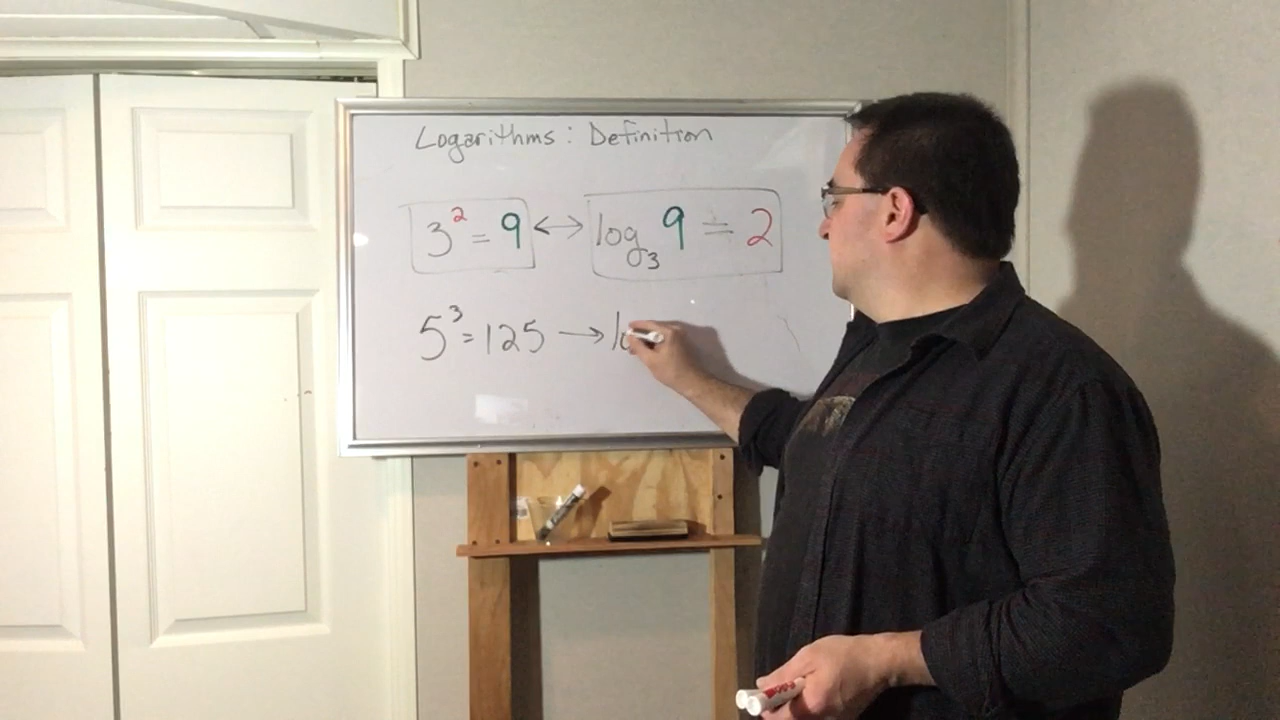 Logarithms: Definition
3² = 9 ↔ log₃ 9 = 2
5³ = 125 → lo